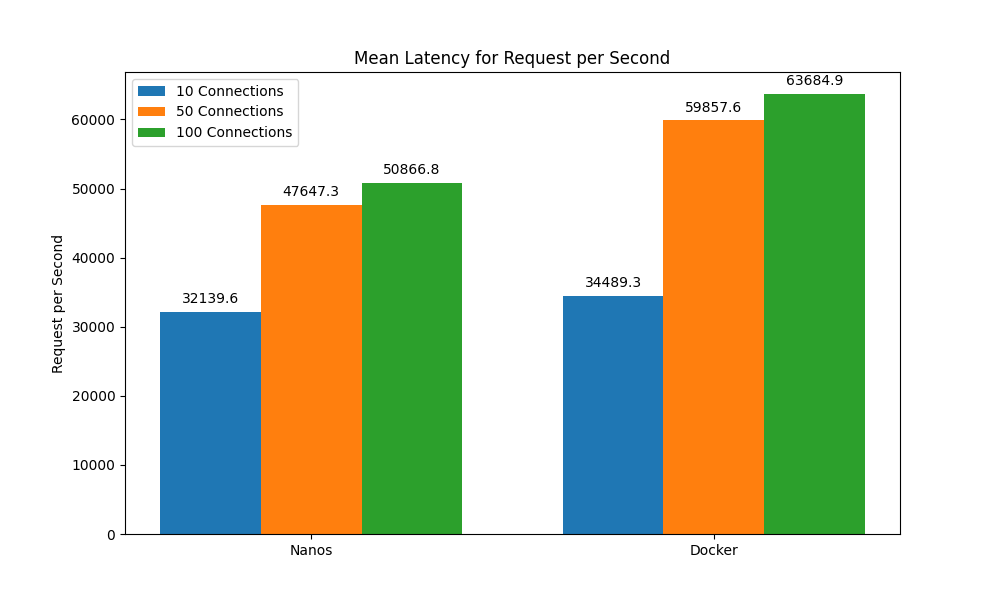 Mean Latency for Request per Second
10 Connections
50 Connections
100 Connections
63684.9
59857.6
50866.8
47647.3
34489.3
32139.6
Request per Second
60000
50000
40000
30000
20000
10000
0
Nanos
Docker